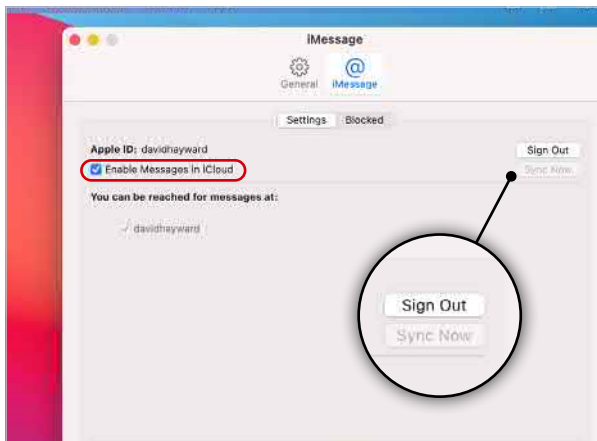 iMessage
General iMessage
Settings Blocked
Apple ID: davidhayward
Sign Out
Enable Messages in iCloud
Sync Now
You can be reached for messages at:
davidhayward
Sign Out
Sync Now